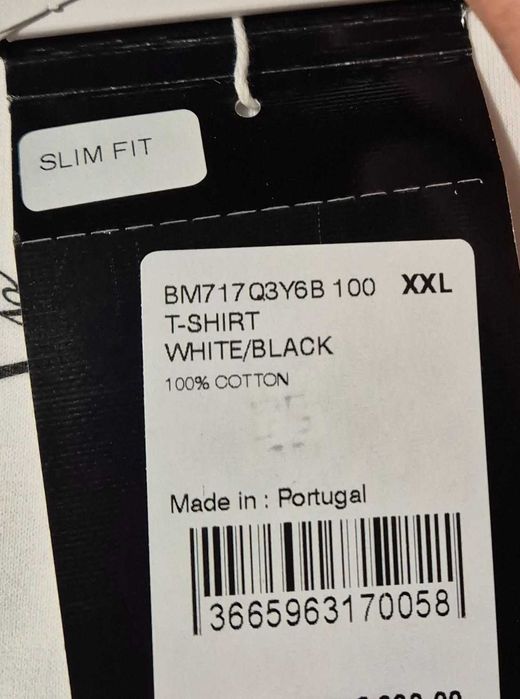 SLIM FIT
BM717Q3Y6B 100 XXL
T-SHIRT
WHITE/BLACK
100% COTTON
Made in : Portugal
3665963170058